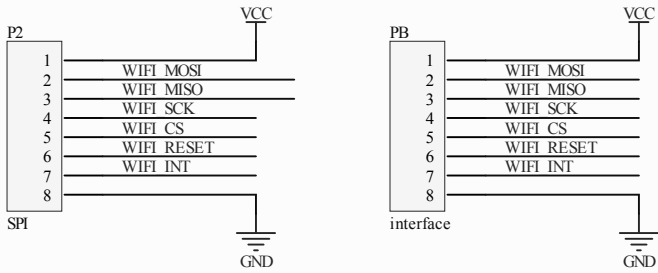 VCC
P2
1
WIFI MOSI
2
WIFI MISO
3
WIFI SCK
4
WIFI CS
5
WIFI RESET
6
WIFI INT
7
8
SPI
GND
VCC
PB
1
WIFI MOSI
2
WIFI MISO
3
WIFI SCK
4
WIFI CS
5
WIFI RESET
6
WIFI INT
7
8
interface
GND